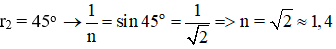 r₂ = 45° → 1/n = sin 45° = 1/√2 => n = √2 ≈ 1,4